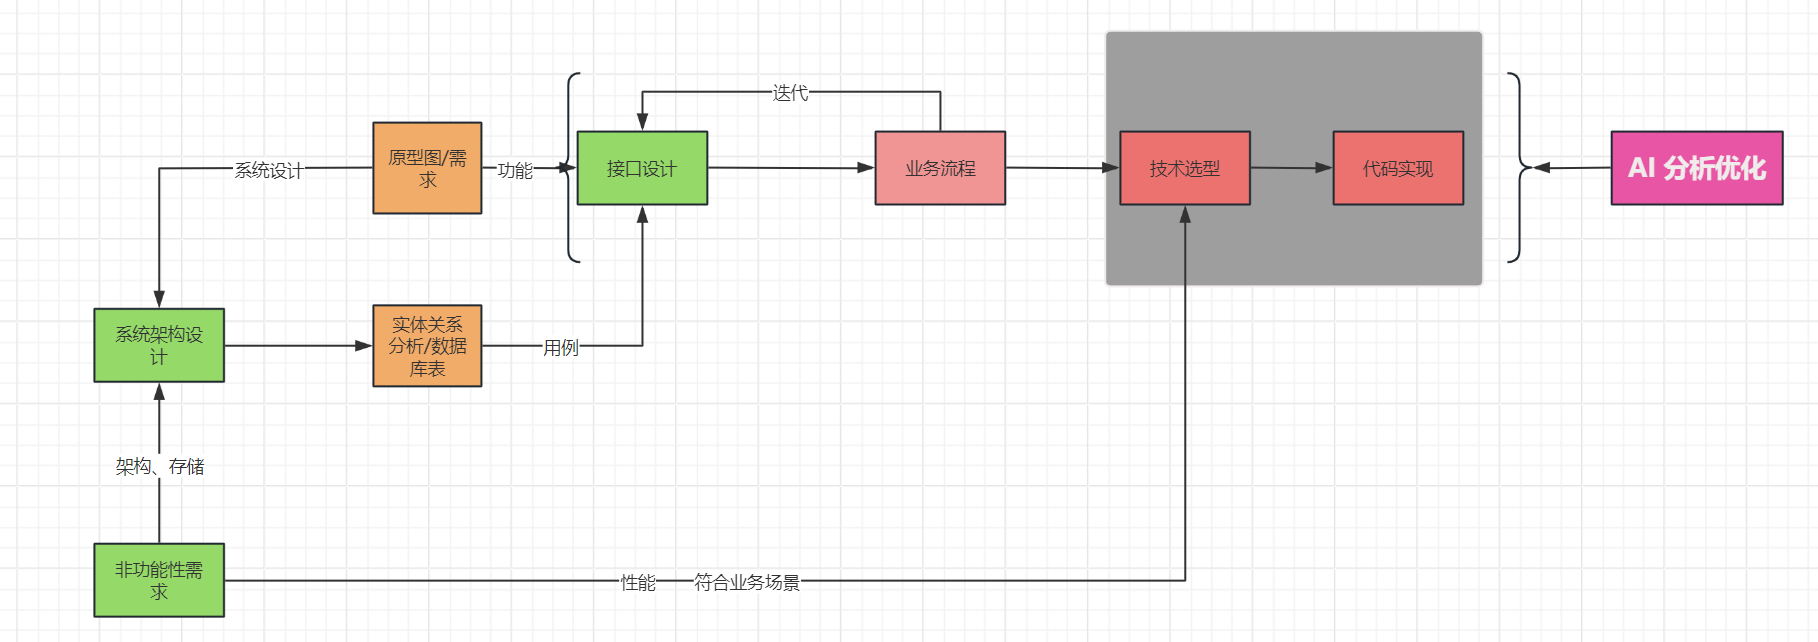 迭代
原型图/需
求
系统设计
功能
接口设计
业务流程
技术选型
代码实现
AI 分析优化
系统架构设
计
实体关系
分析/数据
库表
用例
架构、存储
非功能性需
求
性能
符合业务场景